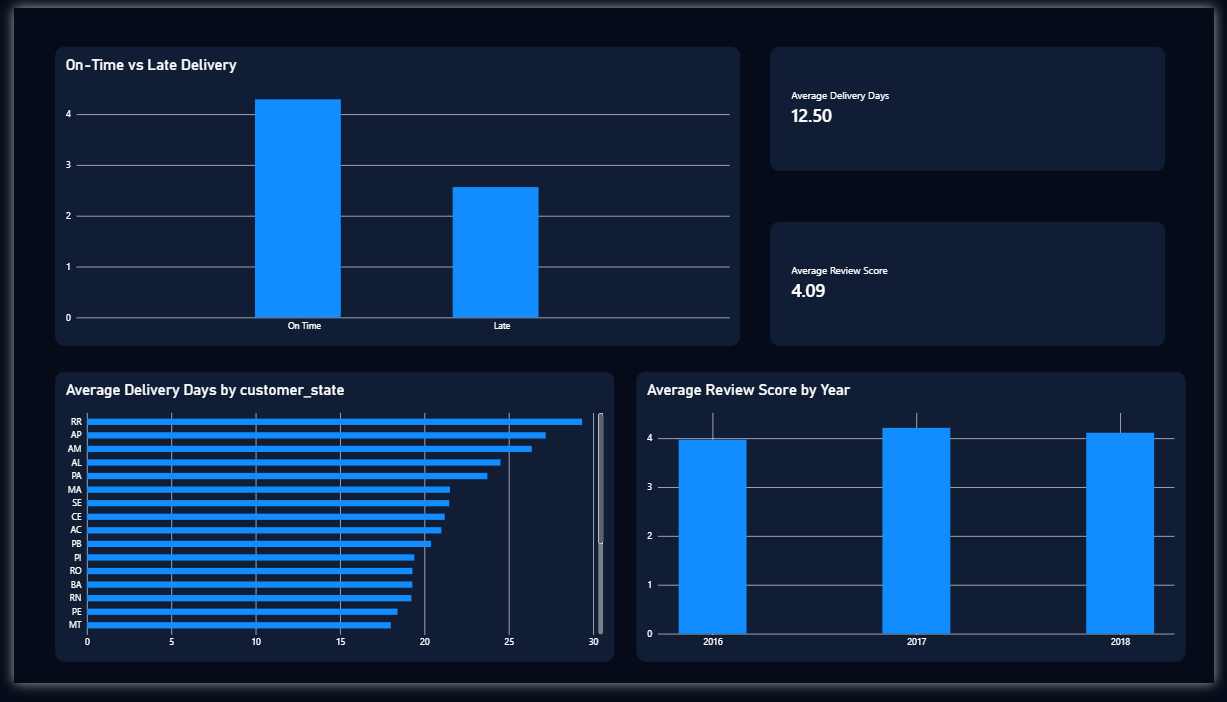 On-Time vs Late Delivery
4
3
2
1
0
On Time
Late
Average Delivery Days
12.50
Average Review Score
4.09
Average Delivery Days by customer_state
RR
AP
AM
AL
PA
MA
SE
CE
AC
PB
PI
RO
BA
RN
PE
MT
0 5 10 15 20 25 30
Average Review Score by Year
4
3
2
1
0
2016 2017 2018